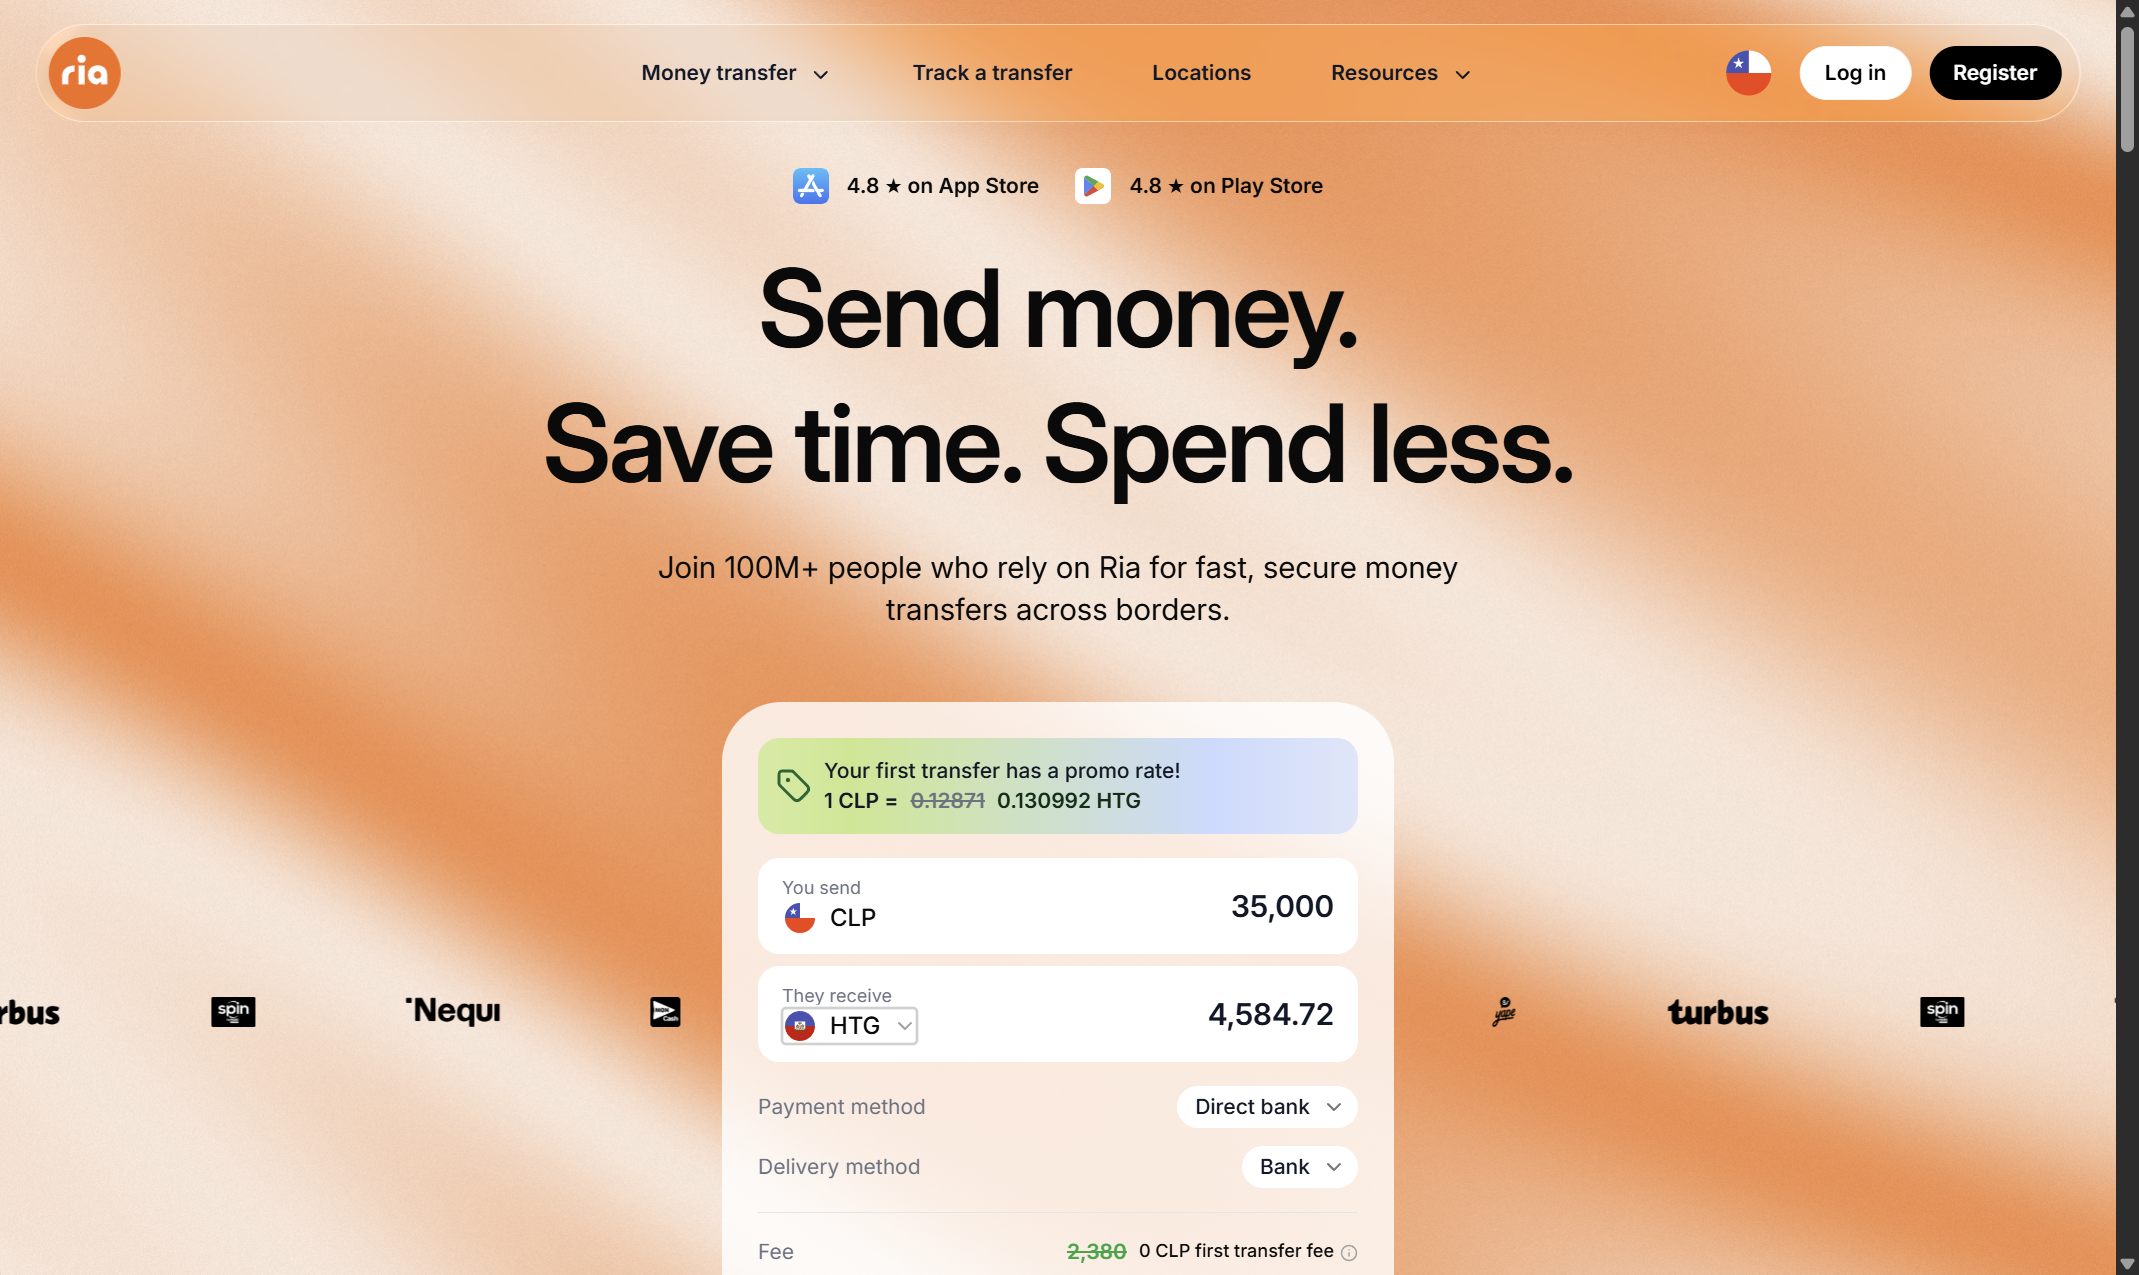 ria
Money transfer
Track a transfer
Locations
Resources
Log in
Register
4.8 ★ on App Store
4.8 ★ on Play Store
Send money.
Save time. Spend less.
Join 100M+ people who rely on Ria for fast, secure money
transfers across borders.
Your first transfer has a promo rate!
1 CLP = 0.12871 0.130992 HTG
You send
CLP
35,000
They receive
HTG
4,584.72
rbus
spin
Nequi
Cash
yape
turbus
spin
Payment method
Direct bank
Delivery method
Bank
Fee
2,380 0 CLP first transfer fee